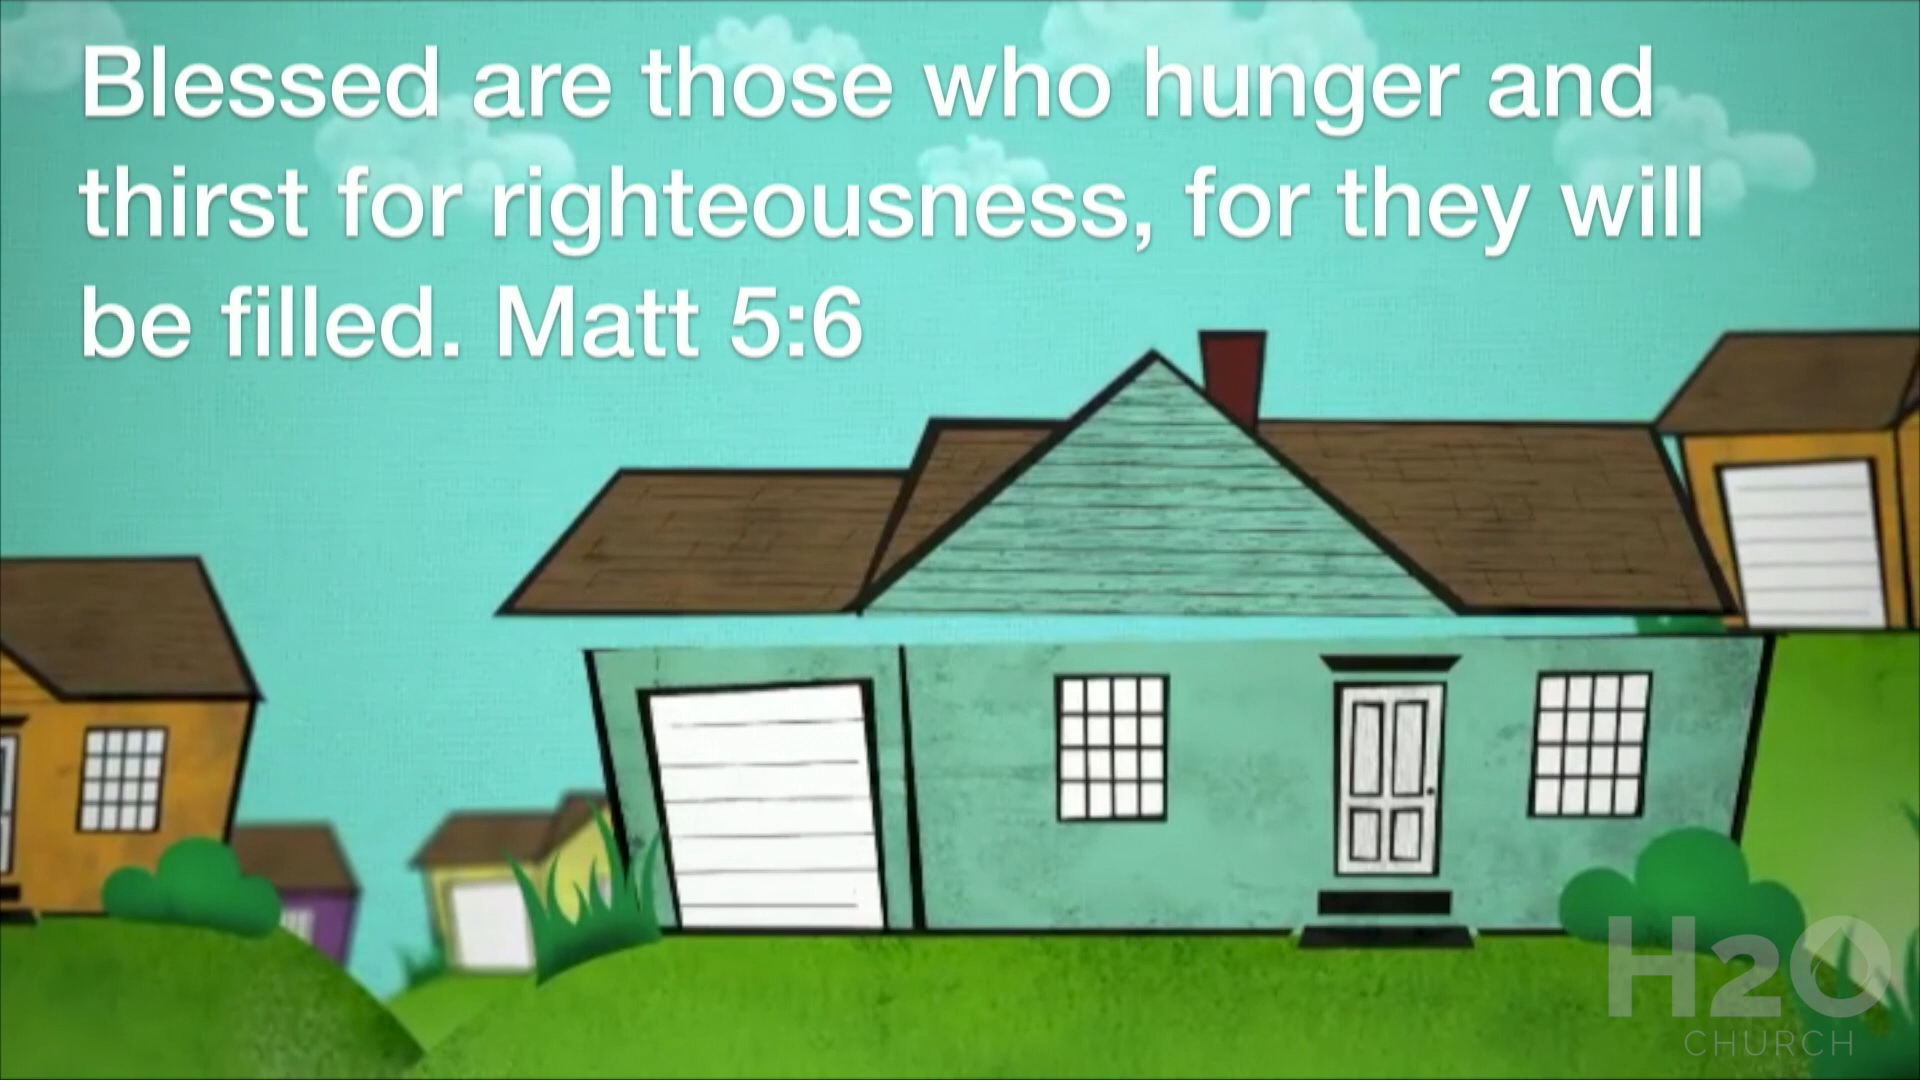 Blessed are those who hunger and
thirst for righteousness, for they will
be filled. Matt 5:6
H2O
CHURCH